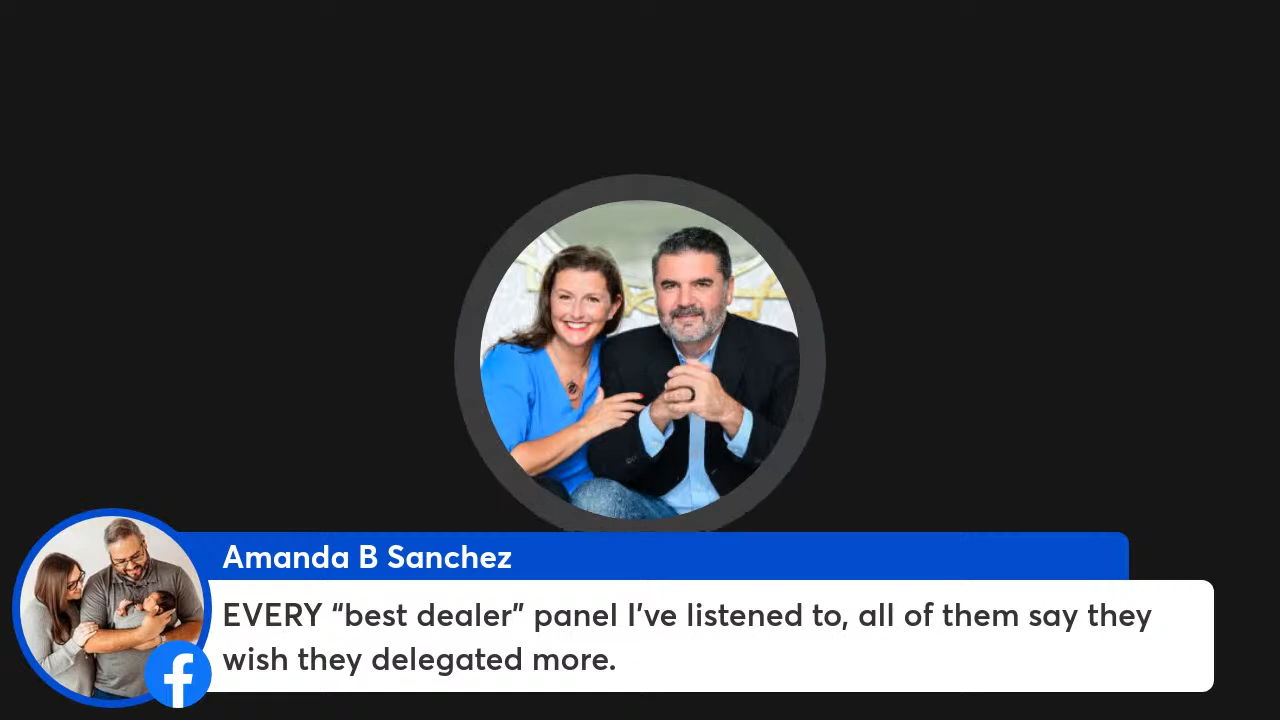 Amanda B Sanchez
EVERY “best dealer” panel I’ve listened to, all of them say they
wish they delegated more.